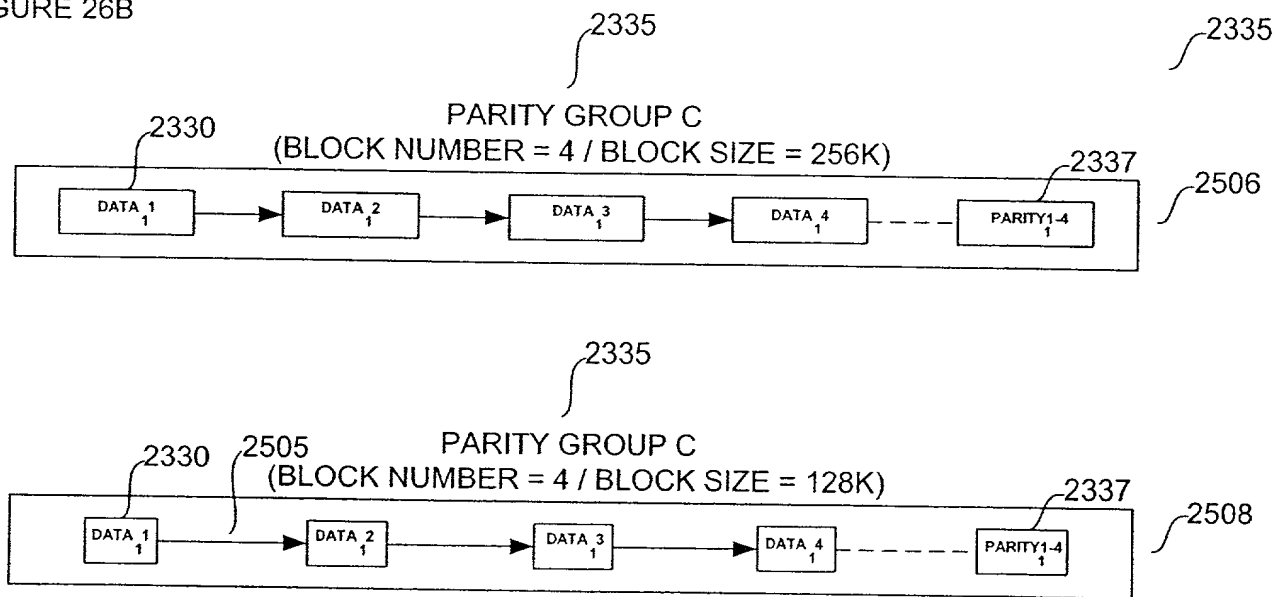 GURE 26B
2335
2335
PARITY GROUP C
(BLOCK NUMBER = 4 / BLOCK SIZE = 256K)
2330
2337
2506
DATA 1 1
DATA 2 1
DATA 3 1
DATA 4 1
PARITY1-4 1
2335
PARITY GROUP C
(BLOCK NUMBER = 4 / BLOCK SIZE = 128K)
2330
2505
2337
2508
DATA 1 1
DATA 2 1
DATA 3 1
DATA 4 1
PARITY1-4 1